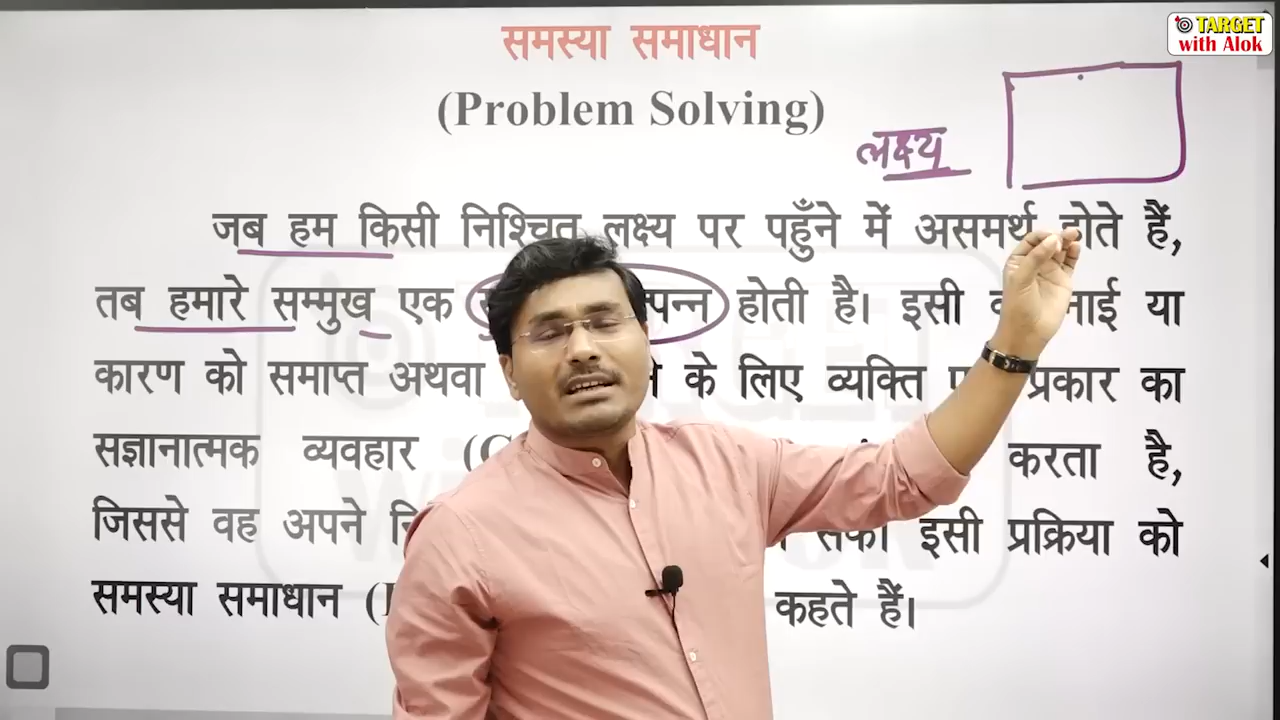 TARGET
with Alok
समस्या समाधान
(Problem Solving)
लक्ष्य
जब हम किसी निश्चित लक्ष्य पर पहुँने में असमर्थ होते हैं,
तब हमारे सम्मुख एक होती है। इसी या
कारण को समाप्त अथवा के लिए व्यक्ति प्रकार का
सज्ञानात्मक व्यवहार करता है,
जिससे वह अपने इसी प्रक्रिया को
समस्या समाधान कहते हैं।